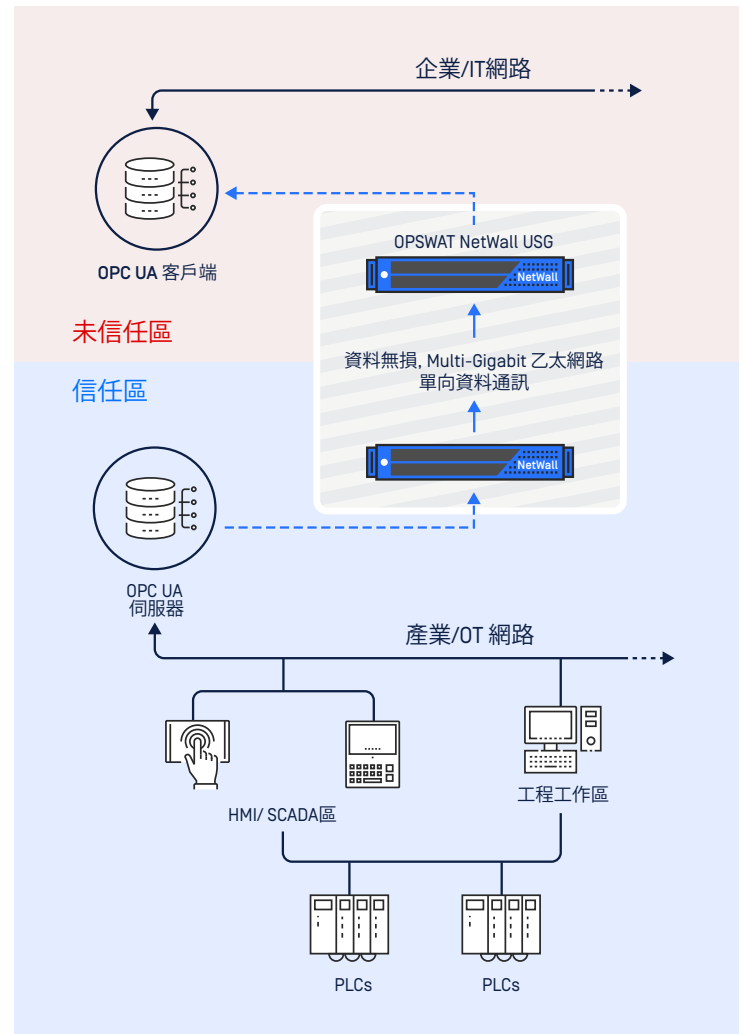 企業/IT網路
OPSWAT NetWall USG
NetWall
OPC UA 客戶端
未信任區
資料無損, Multi-Gigabit 乙太網路
單向資料通訊
信任區
NetWall
OPC UA
伺服器
產業/OT 網路
工程工作區
HMI/ SCADA區
PLCs
PLCs